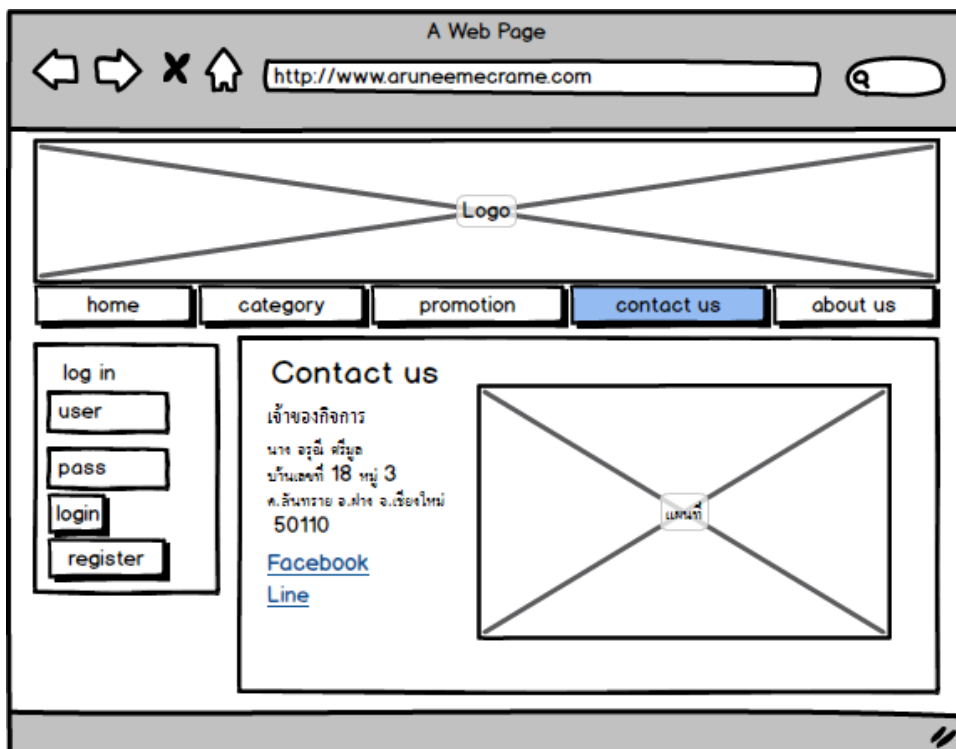 A Web Page
http://www.aruneemecrame.com
Logo
home
category
promotion
contact us
about us
log in
user
pass
login
register
Contact us
เจ้าของกิจการ
นาง อรุณี ศรีมูล
บ้านเลขที่ 18 หมู่ 3
ต.สันทราย อ.ฝาง จ.เชียงใหม่
50110
Facebook
Line
แผนที่